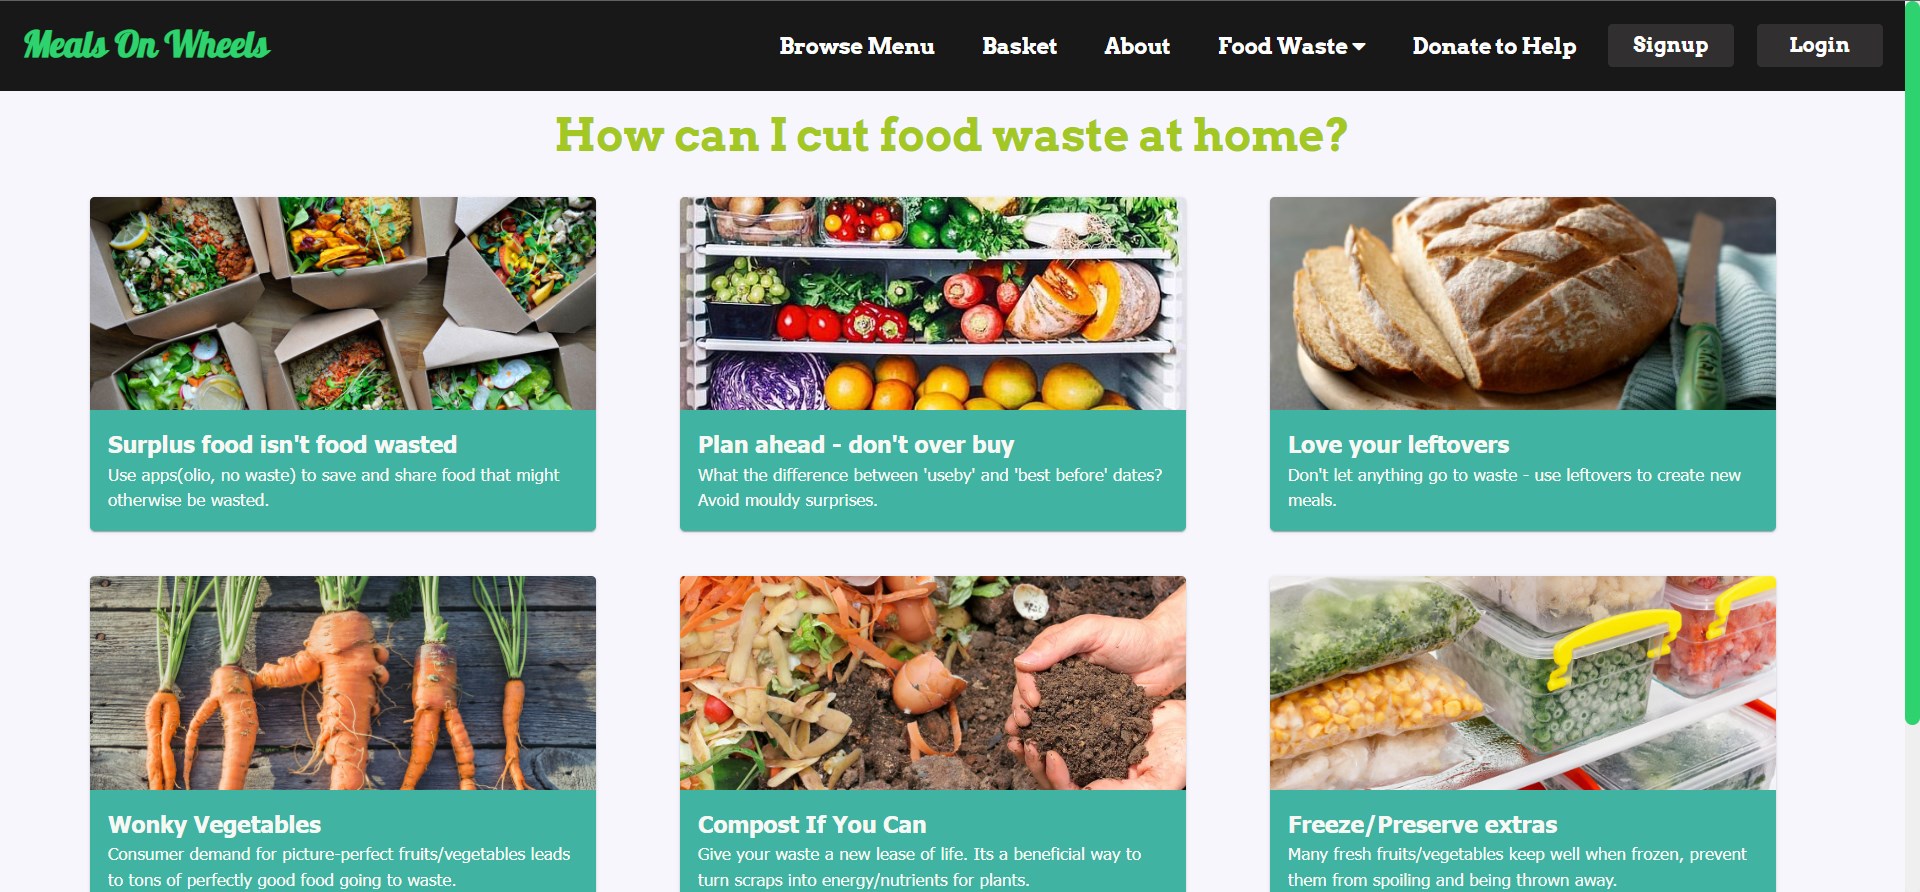 Meals On Wheels
Browse Menu
Basket
About
Food Waste
Donate to Help
Signup
Login
How can I cut food waste at home?
Surplus food isn't food wasted
Use apps(olio, no waste) to save and share food that might
otherwise be wasted.
Plan ahead - don't over buy
What the difference between 'useby' and 'best before' dates?
Avoid mouldy surprises.
Love your leftovers
Don't let anything go to waste - use leftovers to create new
meals.
Wonky Vegetables
Consumer demand for picture-perfect fruits/vegetables leads
to tons of perfectly good food going to waste.
Compost If You Can
Give your waste a new lease of life. Its a beneficial way to
turn scraps into energy/nutrients for plants.
Freeze/Preserve extras
Many fresh fruits/vegetables keep well when frozen, prevent
them from spoiling and being thrown away.